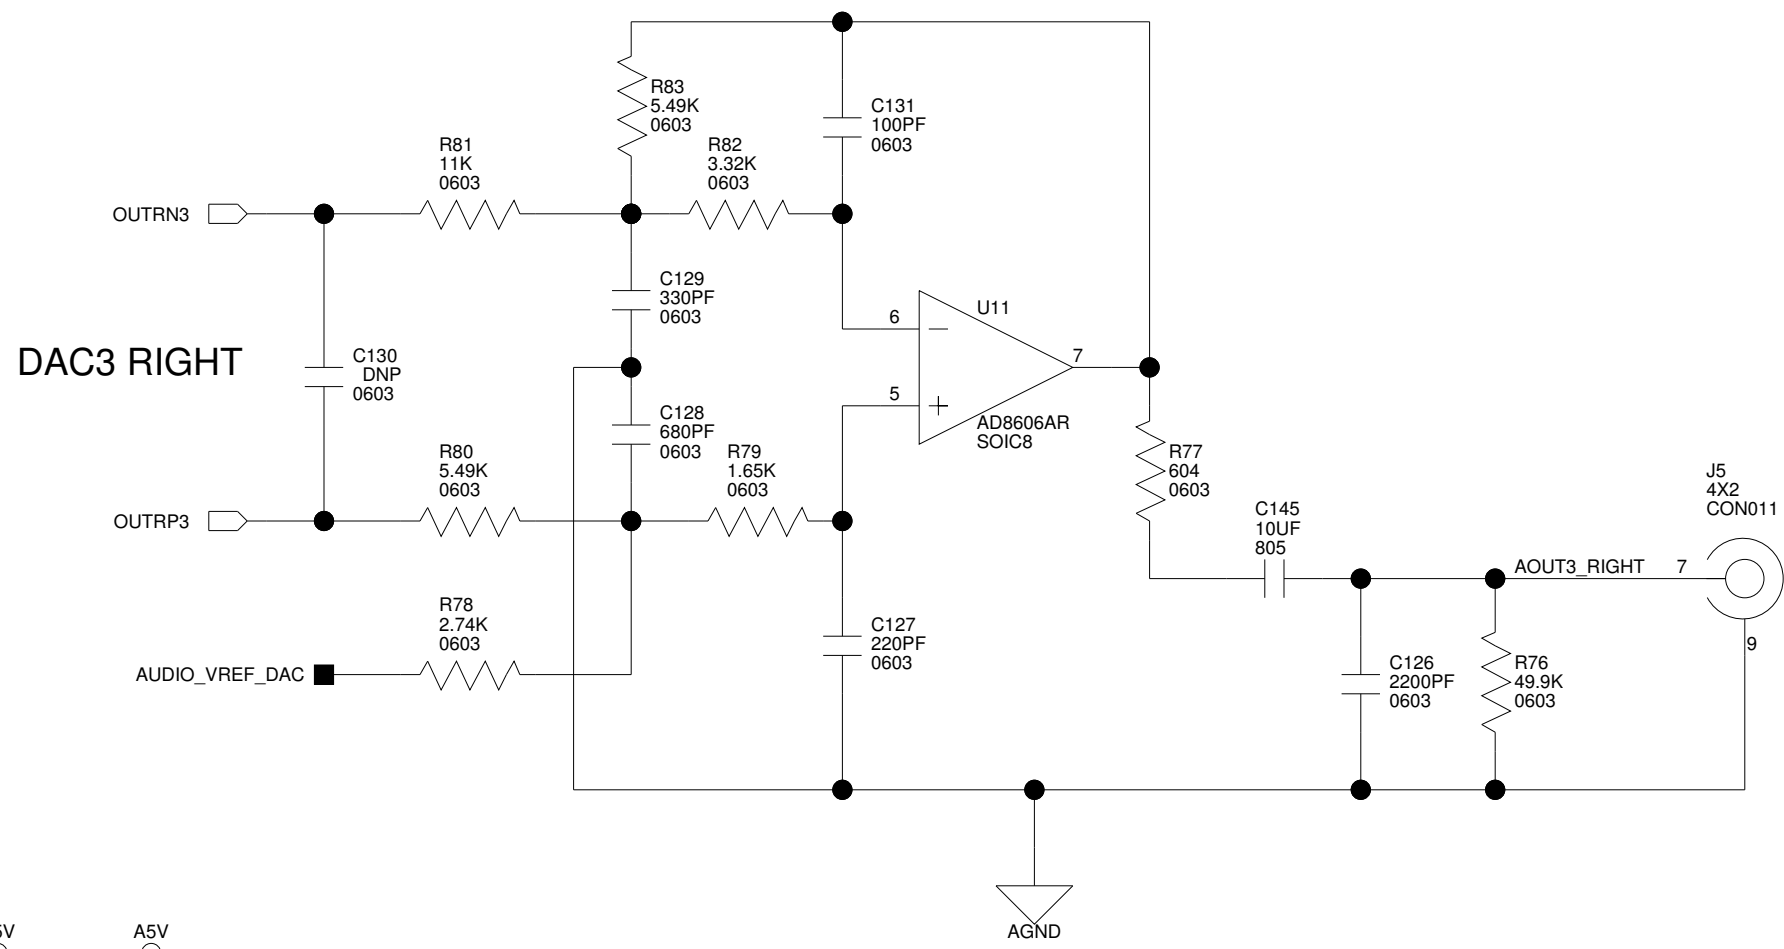 R83
5.49K
0603
C131
100PF
0603
R81
11K
0603
R82
3.32K
0603
OUTRN3
C129
330PF
0603
U11
6
7
5
AD8606AR
SOIC8
DAC3 RIGHT
C130
DNP
0603
C128
680PF
0603
R80
5.49K
0603
R79
1.65K
0603
R77
604
0603
J5
4X2
CON011
OUTRP3
C145
10UF
805
AOUT3_RIGHT
7
R78
2.74K
0603
AUDIO_VREF_DAC
C127
220PF
0603
9
C126
2200PF
0603
R76
49.9K
0603
AGND
A5V